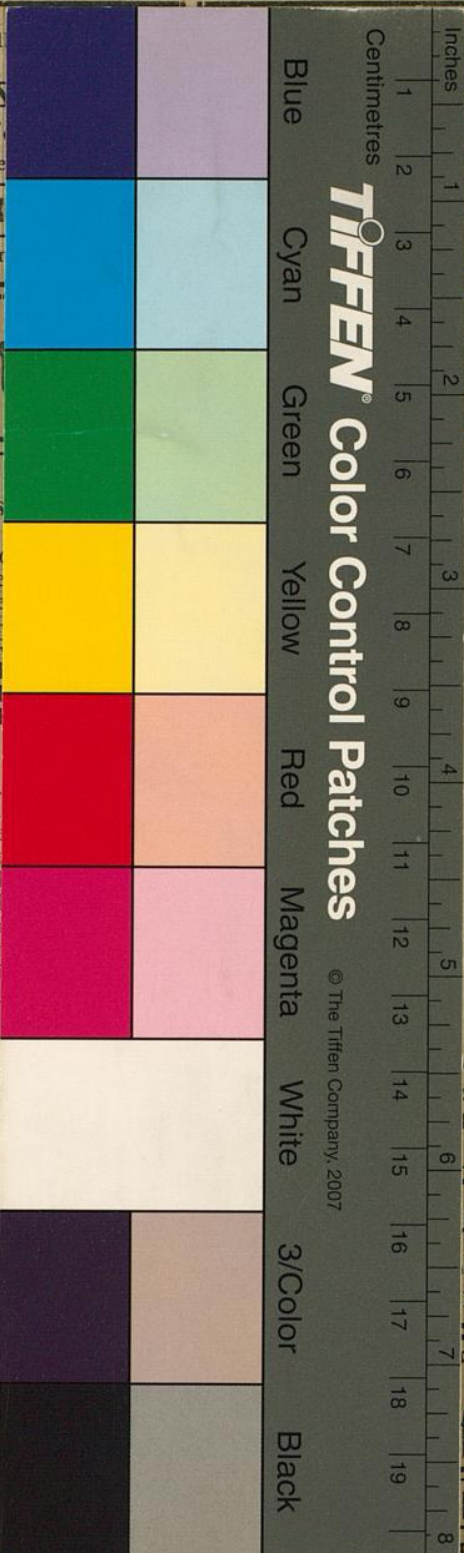 Inches 1 2 3 4 5 6 7 8
Centimetres 1 2 3 4 5 6 7 8 9 10 11 12 13 14 15 16 17 18 19
TIFFEN® Color Control Patches © The Tiffen Company, 2007
Blue Cyan Green Yellow Red Magenta White 3/Color Black